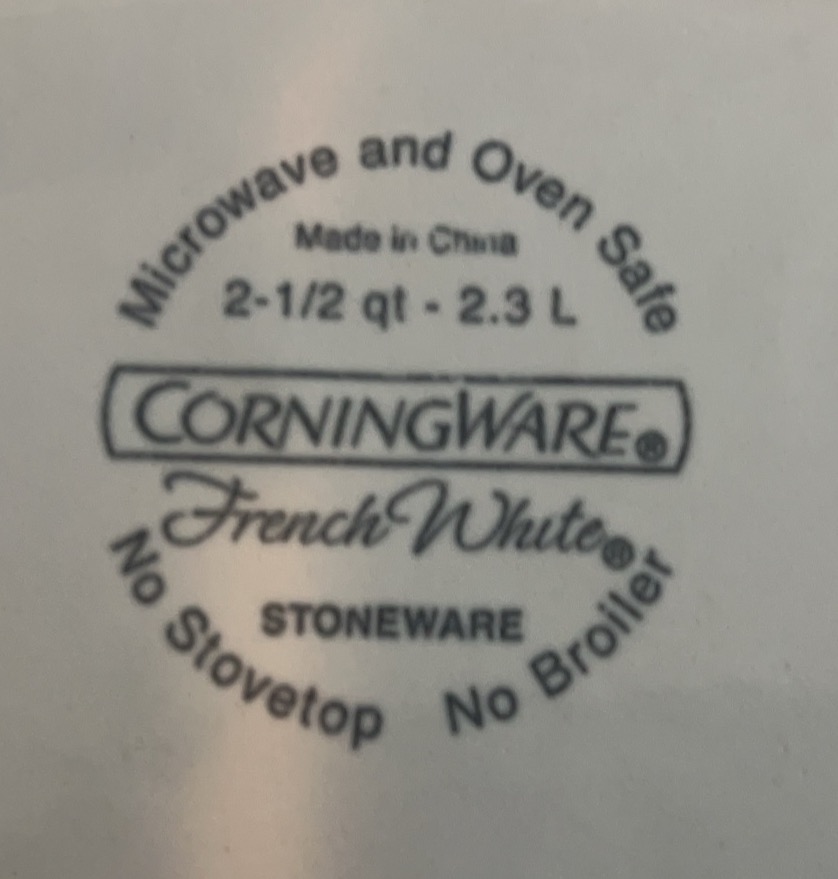 Microwave and Oven Safe
Made in China
2-1/2 qt - 2.3 L
CORNINGWARE®
French White®
STONEWARE
No Stovetop No Broiler